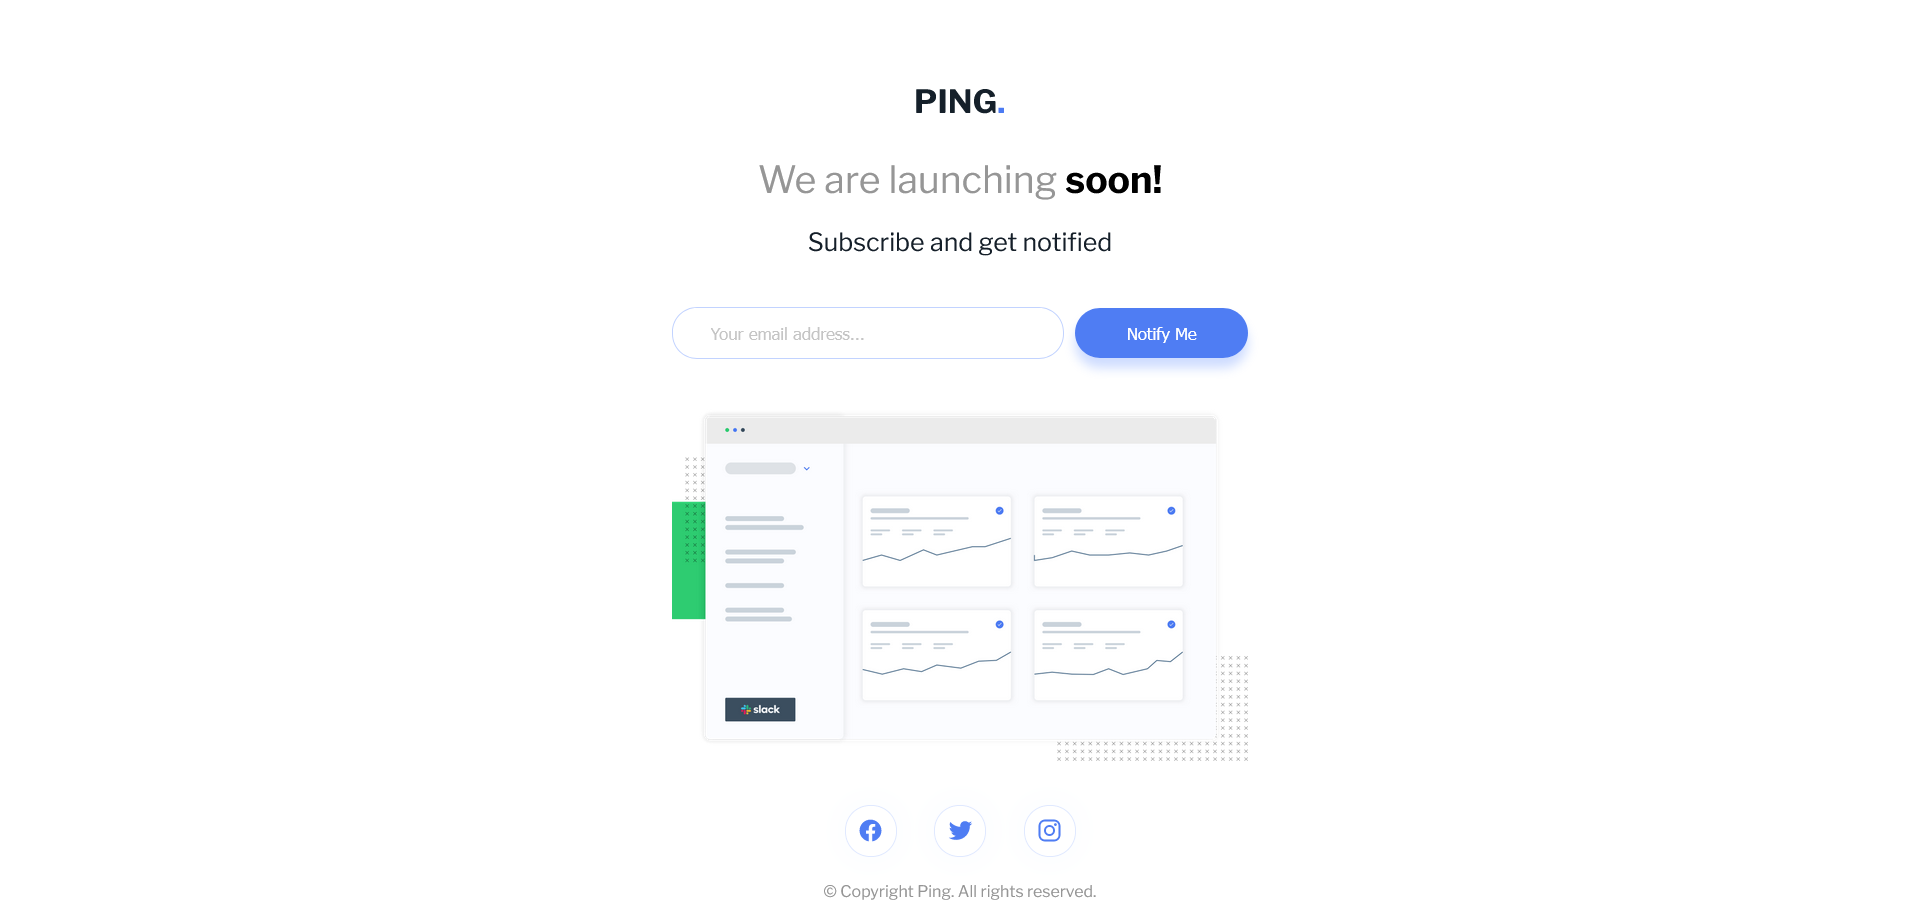 PING.
We are launching soon!
Subscribe and get notified
Your email address...
Notify Me
slack
© Copyright Ping. All rights reserved.